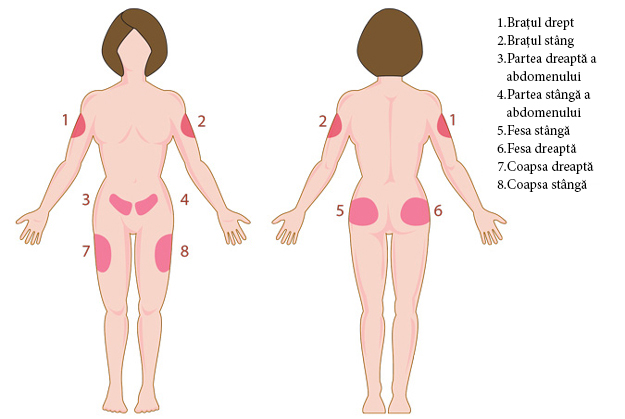 1.Brațul drept
2.Brațul stâng
3.Partea dreaptă a
abdomenului
4.Partea stângă a
abdomenului
5.Fesa stângă
6.Fesa dreaptă
7.Coapsa dreaptă
8.Coapsa stângă
1
2
3
4
7
8
2
1
5
6